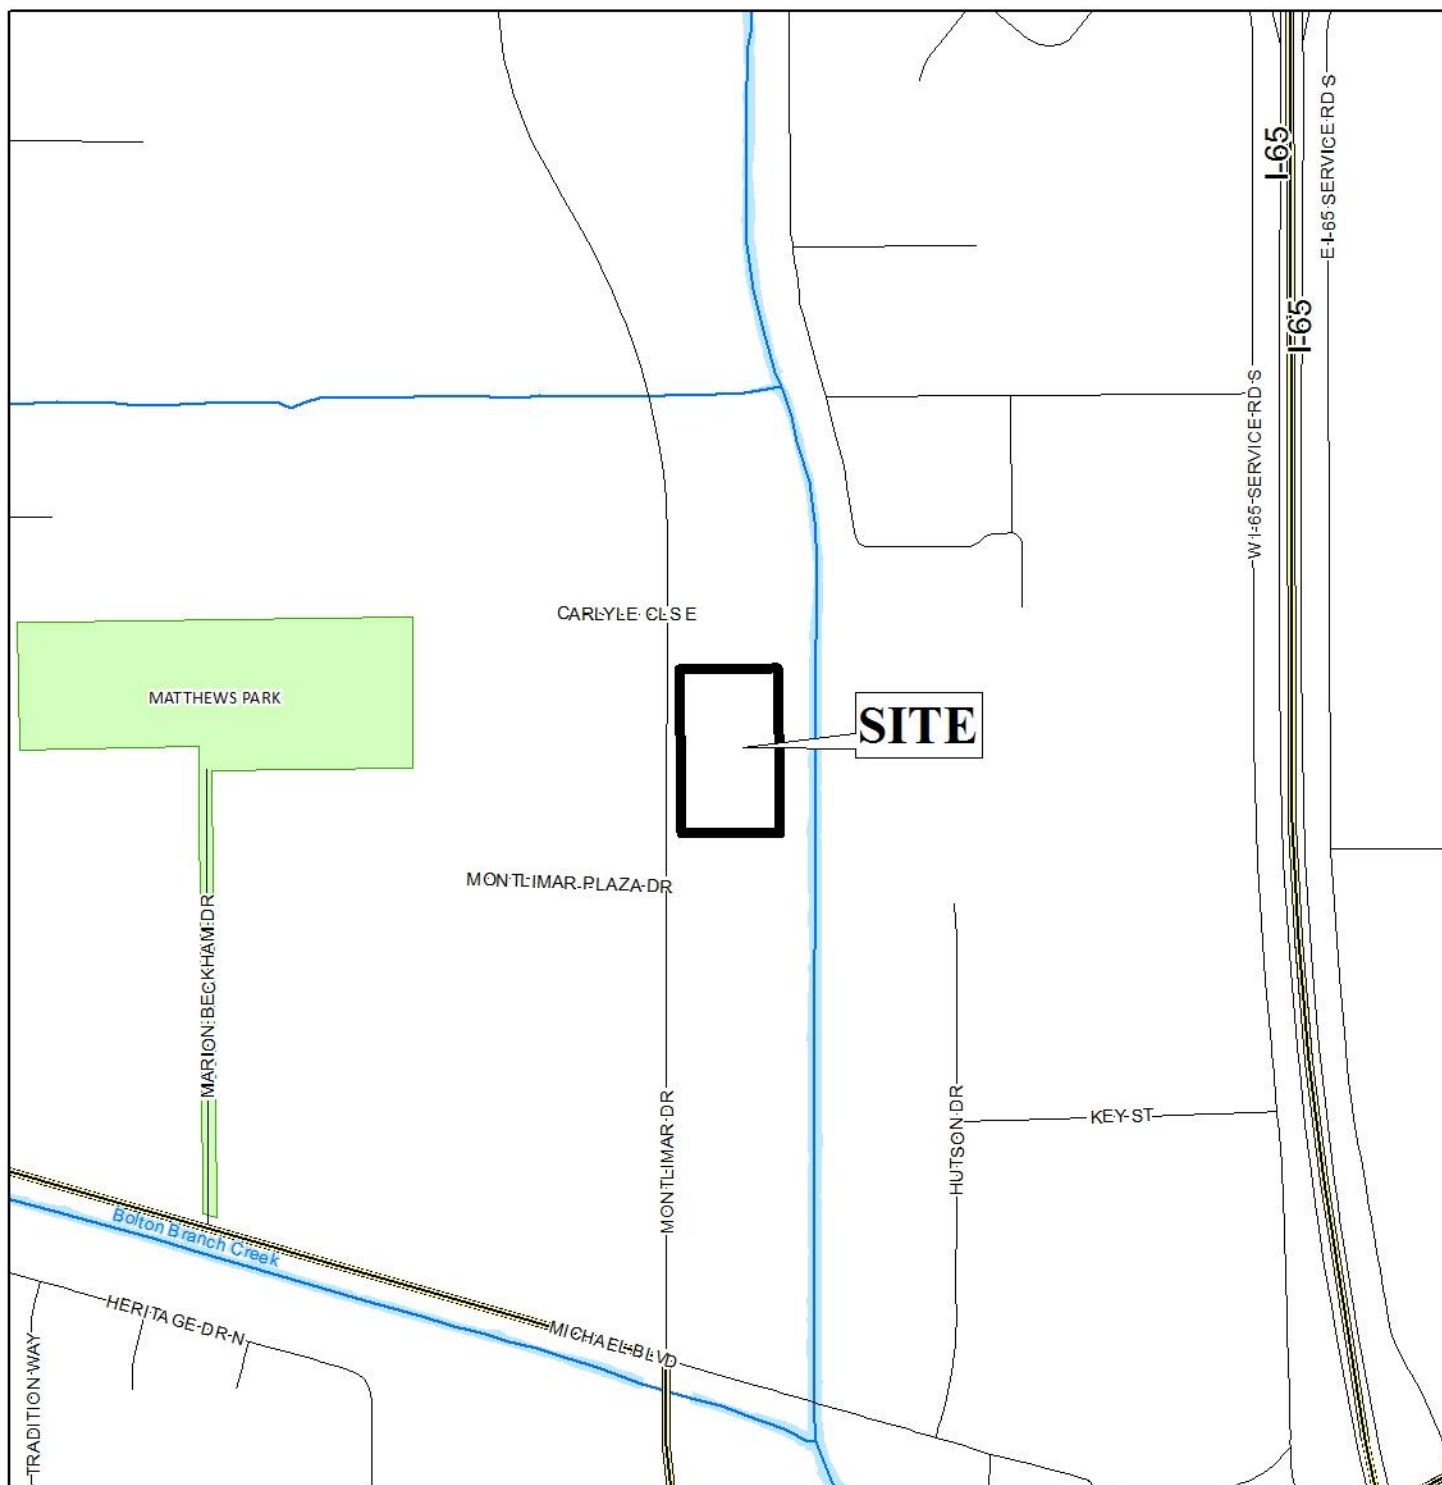 I-65
E I-65 SERVICE RD S
I-65
W I-65 SERVICE RD S
CARLYLE CLS E
MATTHEWS PARK
SITE
MONTLIMAR PLAZA DR
MARION BECKHAM DR
MONTLIMAR DR
HUTSON DR
KEY ST
Bolton Branch Creek
HERITAGE DR N
MICHAEL BLVD
TRADITION WAY